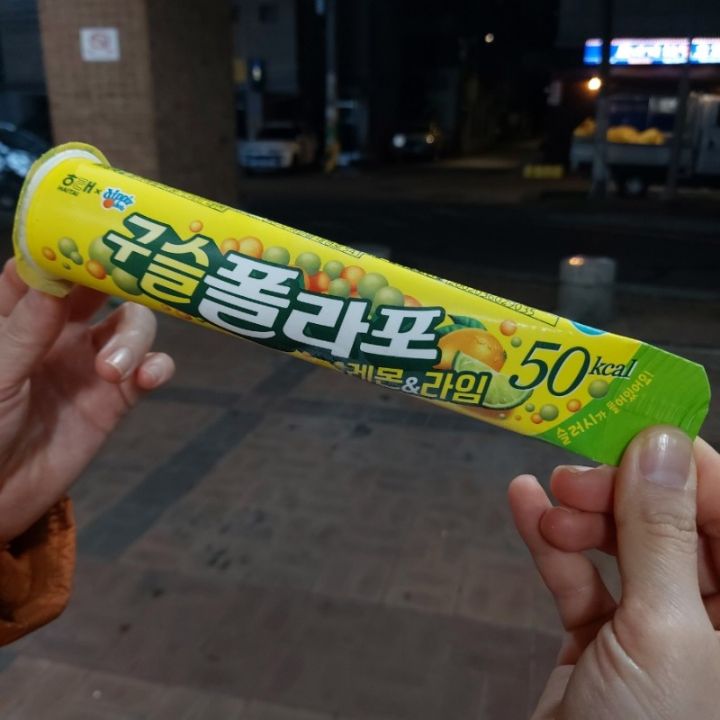 해태
HAITAI
×
구슬
폴라포
레몬&라임
50kcal
슬러시가 들어있어요!